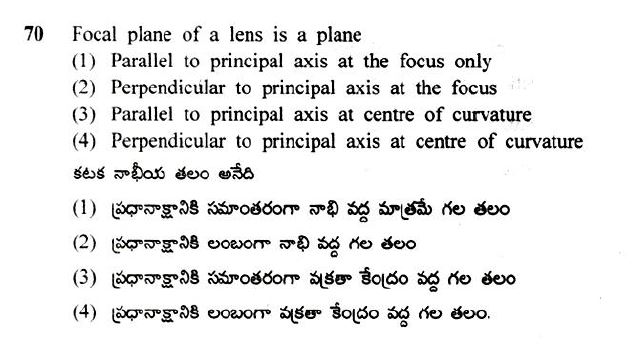 70 Focal plane of a lens is a plane
(1) Parallel to principal axis at the focus only
(2) Perpendicular to principal axis at the focus
(3) Parallel to principal axis at centre of curvature
(4) Perpendicular to principal axis at centre of curvature
కటక నాభీయ తలం అనేది
(1) ప్రధానాక్షానికి సమాంతరంగా నాభి వద్ద మాత్రమే గల తలం
(2) ప్రధానాక్షానికి లంబంగా నాభి వద్ద గల తలం
(3) ప్రధానాక్షానికి సమాంతరంగా వక్రతా కేంద్రం వద్ద గల తలం
(4) ప్రధానాక్షానికి లంబంగా వక్రతా కేంద్రం వద్ద గల తలం.